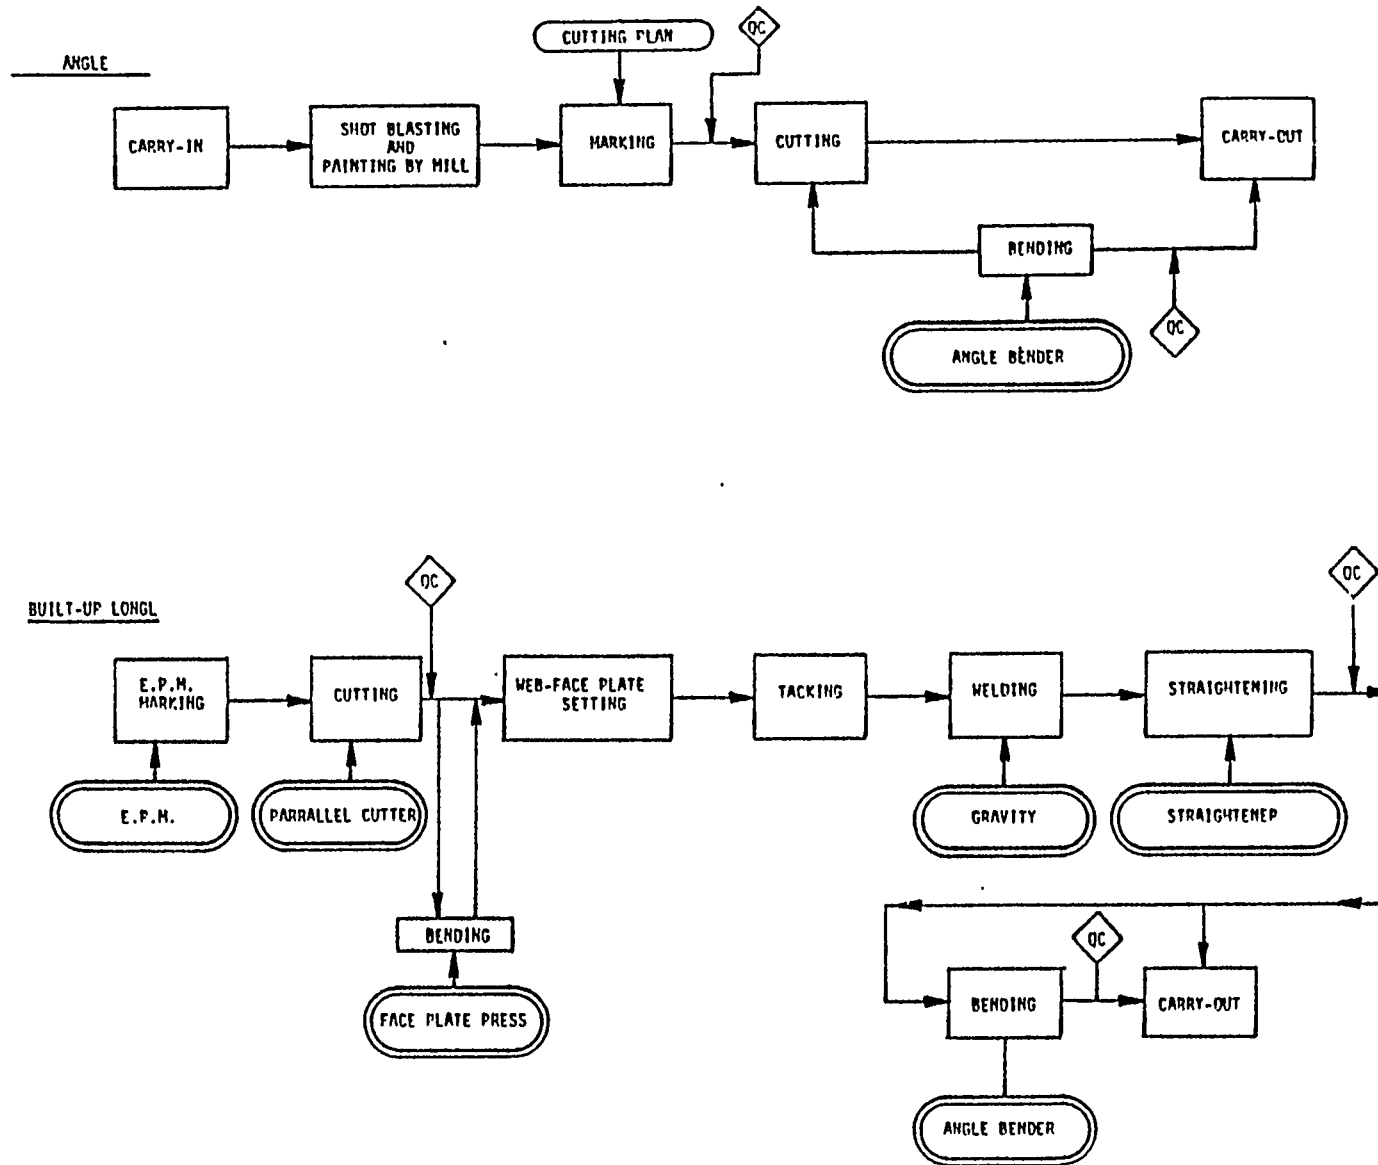 CUTTING PLAN
QC
ANGLE
CARRY-IN
SHOT BLASTING
AND
PAINTING BY MILL
MARKING
CUTTING
CARRY-OUT
BENDING
QC
ANGLE BENDER
QC
QC
BUILT-UP LONGL
E.P.M.
MARKING
CUTTING
WEB-FACE PLATE
SETTING
TACKING
WELDING
STRAIGHTENING
E.P.M.
PARRALLEL CUTTER
GRAVITY
STRAIGHTENER
BENDING
QC
FACE PLATE PRESS
BENDING
CARRY-OUT
ANGLE BENDER